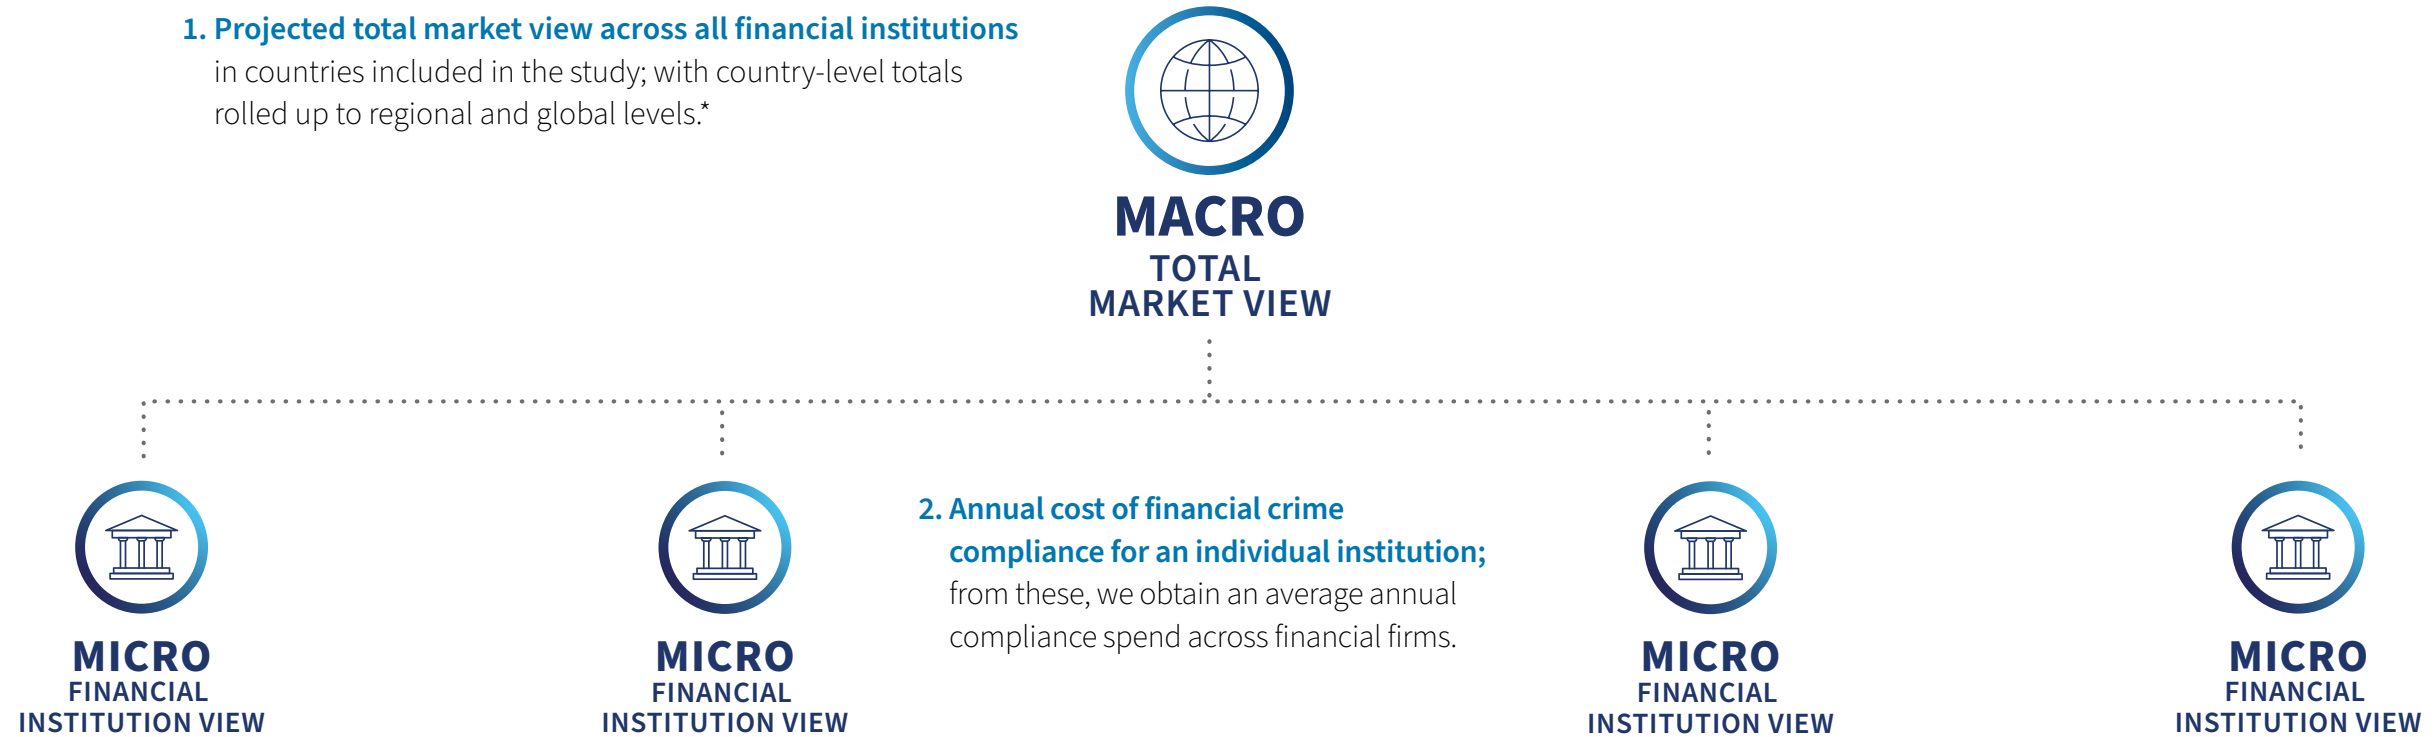 1. Projected total market view across all financial institutions
in countries included in the study; with country-level totals
rolled up to regional and global levels.*
MACRO
TOTAL
MARKET VIEW
MICRO
FINANCIAL
INSTITUTION VIEW
MICRO
FINANCIAL
INSTITUTION VIEW
2. Annual cost of financial crime
compliance for an individual institution;
from these, we obtain an average annual
compliance spend across financial firms.
MICRO
FINANCIAL
INSTITUTION VIEW
MICRO
FINANCIAL
INSTITUTION VIEW